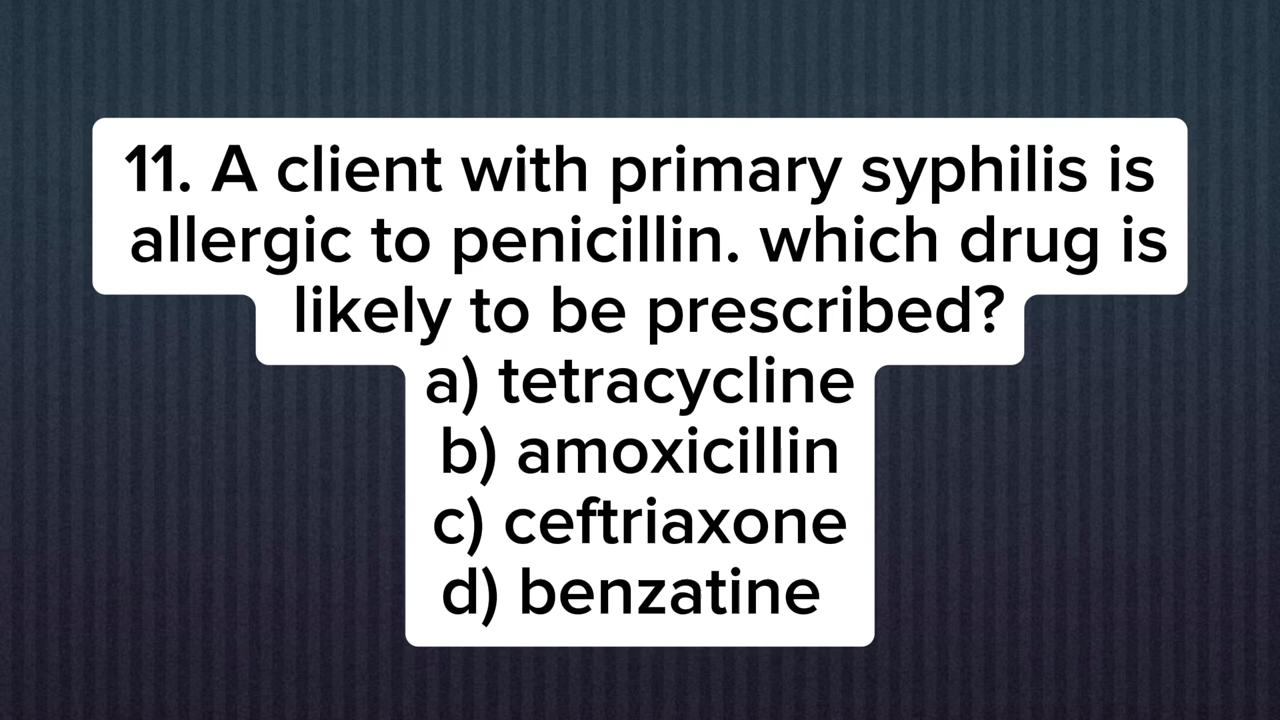 11. A client with primary syphilis is
allergic to penicillin. which drug is
likely to be prescribed?
a) tetracycline
b) amoxicillin
c) ceftriaxone
d) benzatine